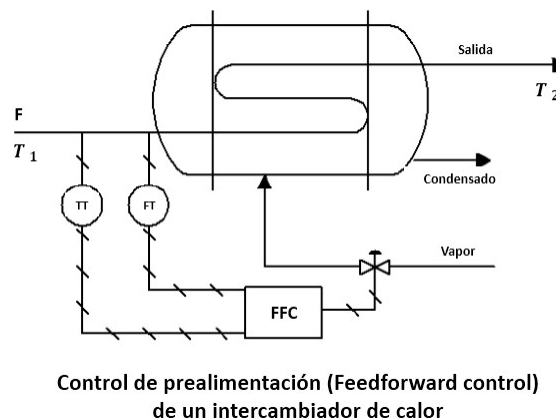 Salida
T 2
F
T 1
Condensado
TT
FT
Vapor
FFC
Control de prealimentación (Feedforward control)
de un intercambiador de calor